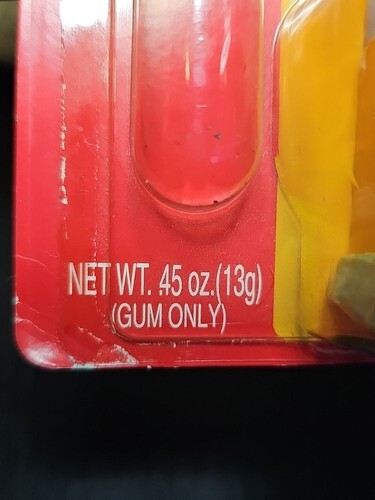 NET WT. .45 oz.(13g)
(GUM ONLY)